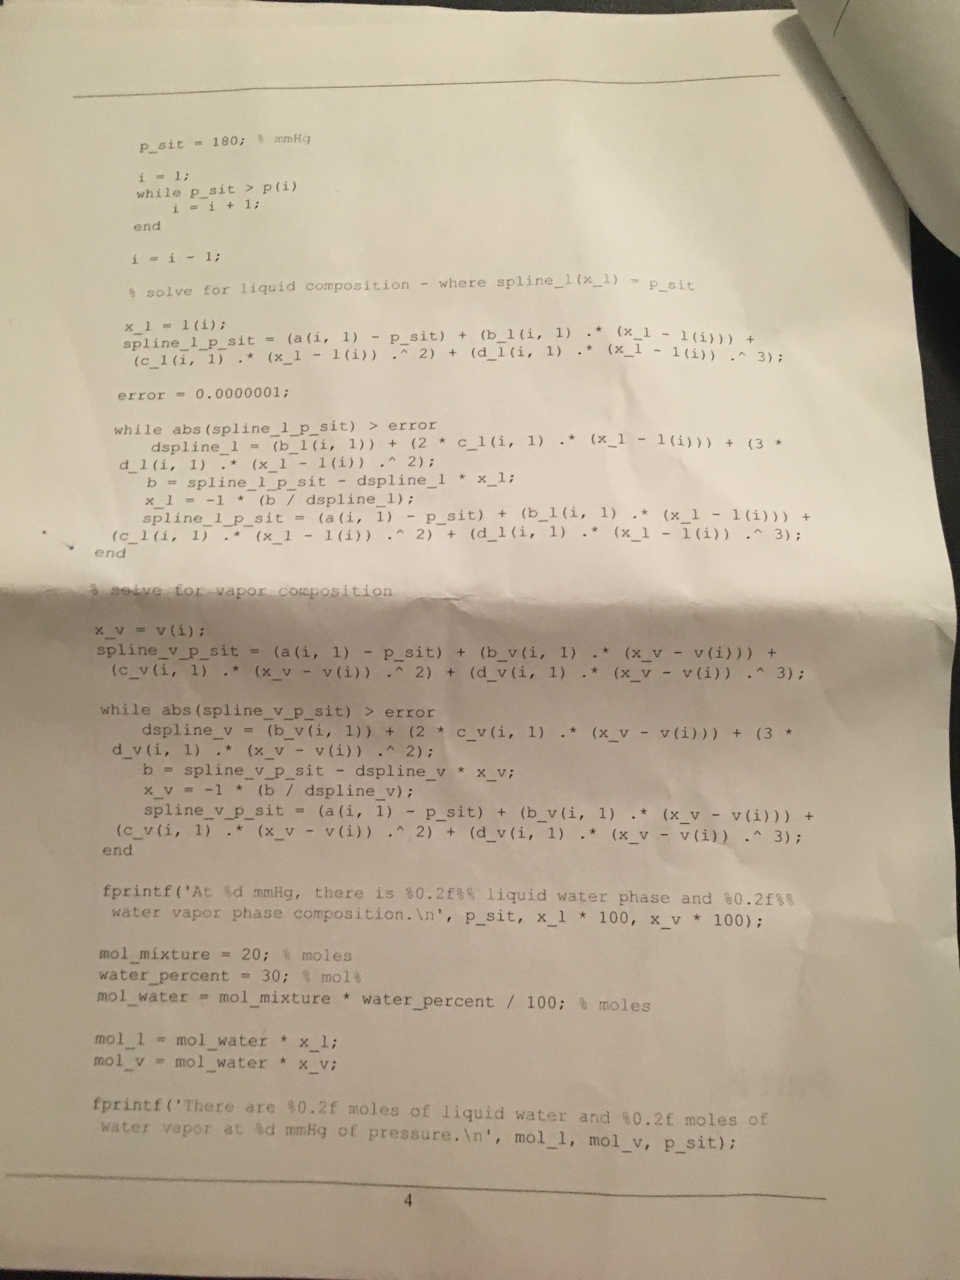 p_sit = 180; % mmHg
i = 1;
while p_sit > p(i)
i = i + 1;
end
i = i - 1;
% solve for liquid composition - where spline_l(x_l) = p_sit
x_l = l(i);
spline_l_p_sit = (a(i, 1) - p_sit) + (b_l(i, 1) .* (x_l - l(i))) +
(c_l(i, 1) .* (x_l - l(i)) .^ 2) + (d_l(i, 1) .* (x_l - l(i)) .^ 3);
error = 0.0000001;
while abs(spline_l_p_sit) > error
dspline_l = (b_l(i, 1)) + (2 * c_l(i, 1) .* (x_l - l(i))) + (3 *
d_l(i, 1) .* (x_l - l(i)) .^ 2);
b = spline_l_p_sit - dspline_l * x_l;
x_l = -1 * (b / dspline_l);
spline_l_p_sit = (a(i, 1) - p_sit) + (b_l(i, 1) .* (x_l - l(i))) +
(c_l(i, 1) .* (x_l - l(i)) .^ 2) + (d_l(i, 1) .* (x_l - l(i)) .^ 3);
end
% solve for vapor composition
x_v = v(i);
spline_v_p_sit = (a(i, 1) - p_sit) + (b_v(i, 1) .* (x_v - v(i))) +
(c_v(i, 1) .* (x_v - v(i)) .^ 2) + (d_v(i, 1) .* (x_v - v(i)) .^ 3);
while abs(spline_v_p_sit) > error
dspline_v = (b_v(i, 1)) + (2 * c_v(i, 1) .* (x_v - v(i))) + (3 *
d_v(i, 1) .* (x_v - v(i)) .^ 2);
b = spline_v_p_sit - dspline_v * x_v;
x_v = -1 * (b / dspline_v);
spline_v_p_sit = (a(i, 1) - p_sit) + (b_v(i, 1) .* (x_v - v(i))) +
(c_v(i, 1) .* (x_v - v(i)) .^ 2) + (d_v(i, 1) .* (x_v - v(i)) .^ 3);
end
fprintf('At %d mmHg, there is %0.2f%% liquid water phase and %0.2f%%
water vapor phase composition.\n', p_sit, x_l * 100, x_v * 100);
mol_mixture = 20; % moles
water_percent = 30; % mol%
mol_water = mol_mixture * water_percent / 100; % moles
mol_l = mol_water * x_l;
mol_v = mol_water * x_v;
fprintf('There are %0.2f moles of liquid water and %0.2f moles of
water vapor at %d mmHg of pressure.\n', mol_l, mol_v, p_sit);
4